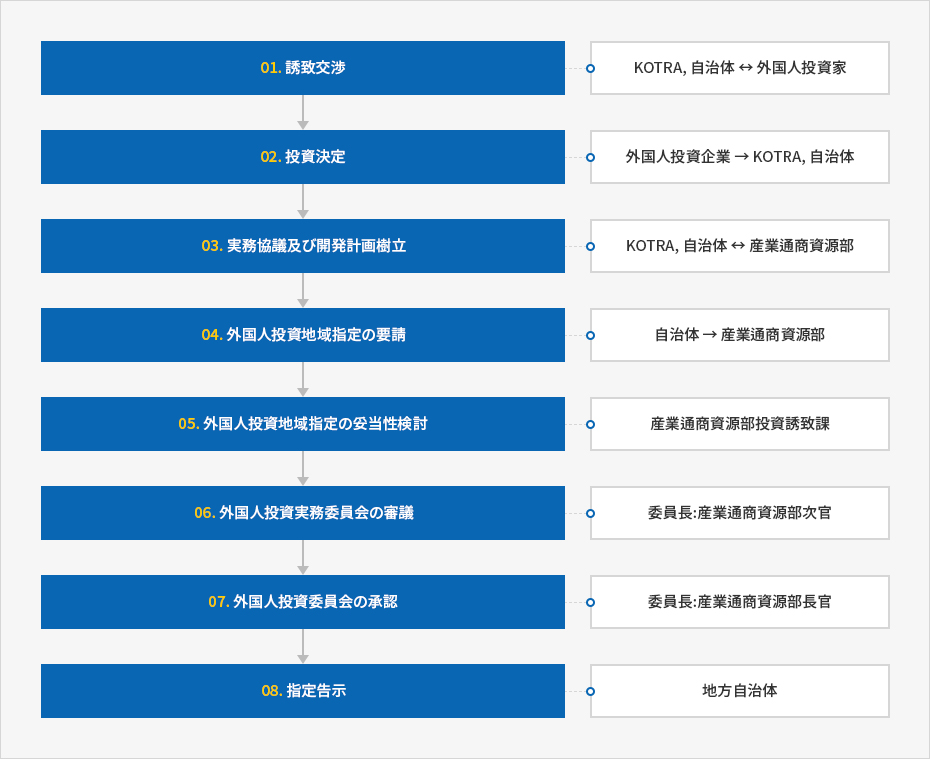 01. 誘致交渉
KOTRA, 自治体 ↔ 外国人投資家
02. 投資決定
外国人投資企業 → KOTRA, 自治体
03. 実務協議及び開発計画樹立
KOTRA, 自治体 ↔ 産業通商資源部
04. 外国人投資地域指定の要請
自治体 → 産業通商資源部
05. 外国人投資地域指定の妥当性検討
産業通商資源部投資誘致課
06. 外国人投資実務委員会の審議
委員長:産業通商資源部次官
07. 外国人投資委員会の承認
委員長:産業通商資源部長官
08. 指定告示
地方自治体